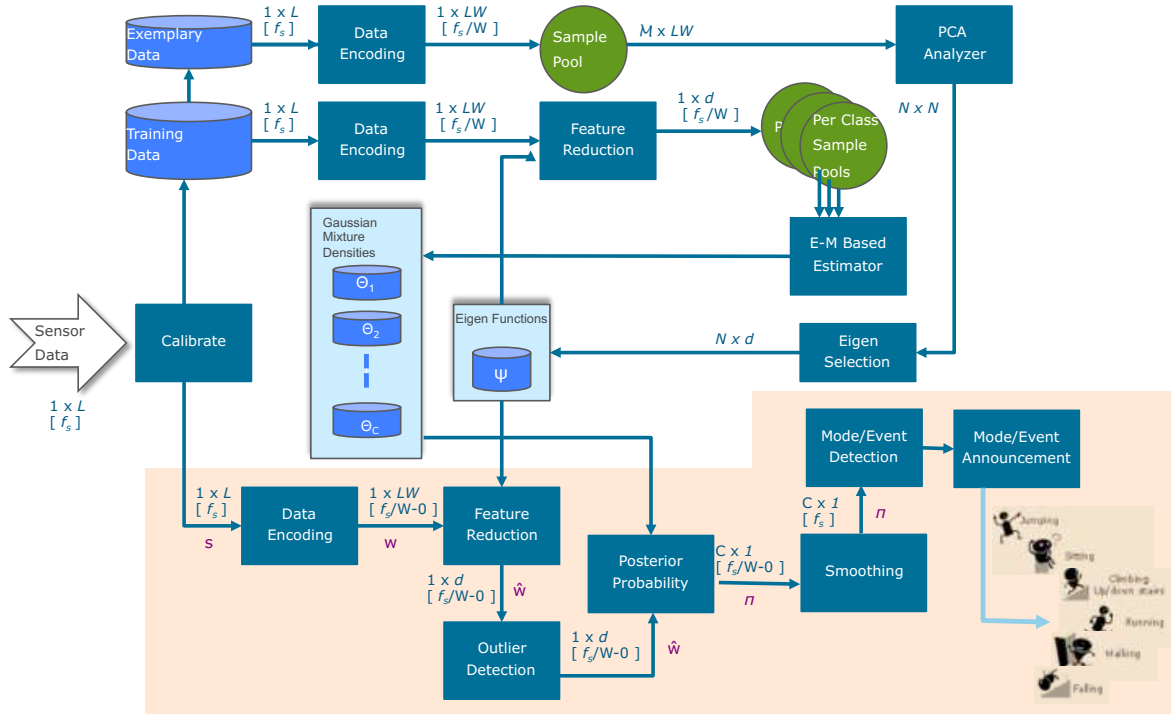 Exemplary
Data
1 x L
[ fs ]
Data
Encoding
1 x LW
[ fs/W ]
Sample
Pool
M x LW
PCA
Analyzer
Training
Data
1 x L
[ fs ]
Data
Encoding
1 x LW
[ fs/W ]
Feature
Reduction
1 x d
[ fs/W ]
P
Per Class
Sample
Pools
N x N
Gaussian
Mixture
Densities
Θ1
Θ2
ΘC
E-M Based
Estimator
Sensor
Data
1 x L
[ fs ]
Calibrate
Eigen Functions
Ψ
N x d
Eigen
Selection
Mode/Event
Detection
Mode/Event
Announcement
1 x L
[ fs ]
s
Data
Encoding
1 x LW
[ fs/W-0 ]
w
Feature
Reduction
1 x d
[ fs/W-0 ]
ŵ
Outlier
Detection
1 x d
[ fs/W-0 ]
ŵ
Posterior
Probability
C x 1
[ fs/W-0 ]
π
Smoothing
C x 1
[ fs ]
π
Jumping
Sitting
Climbing
Up/down stairs
Running
Walking
Falling